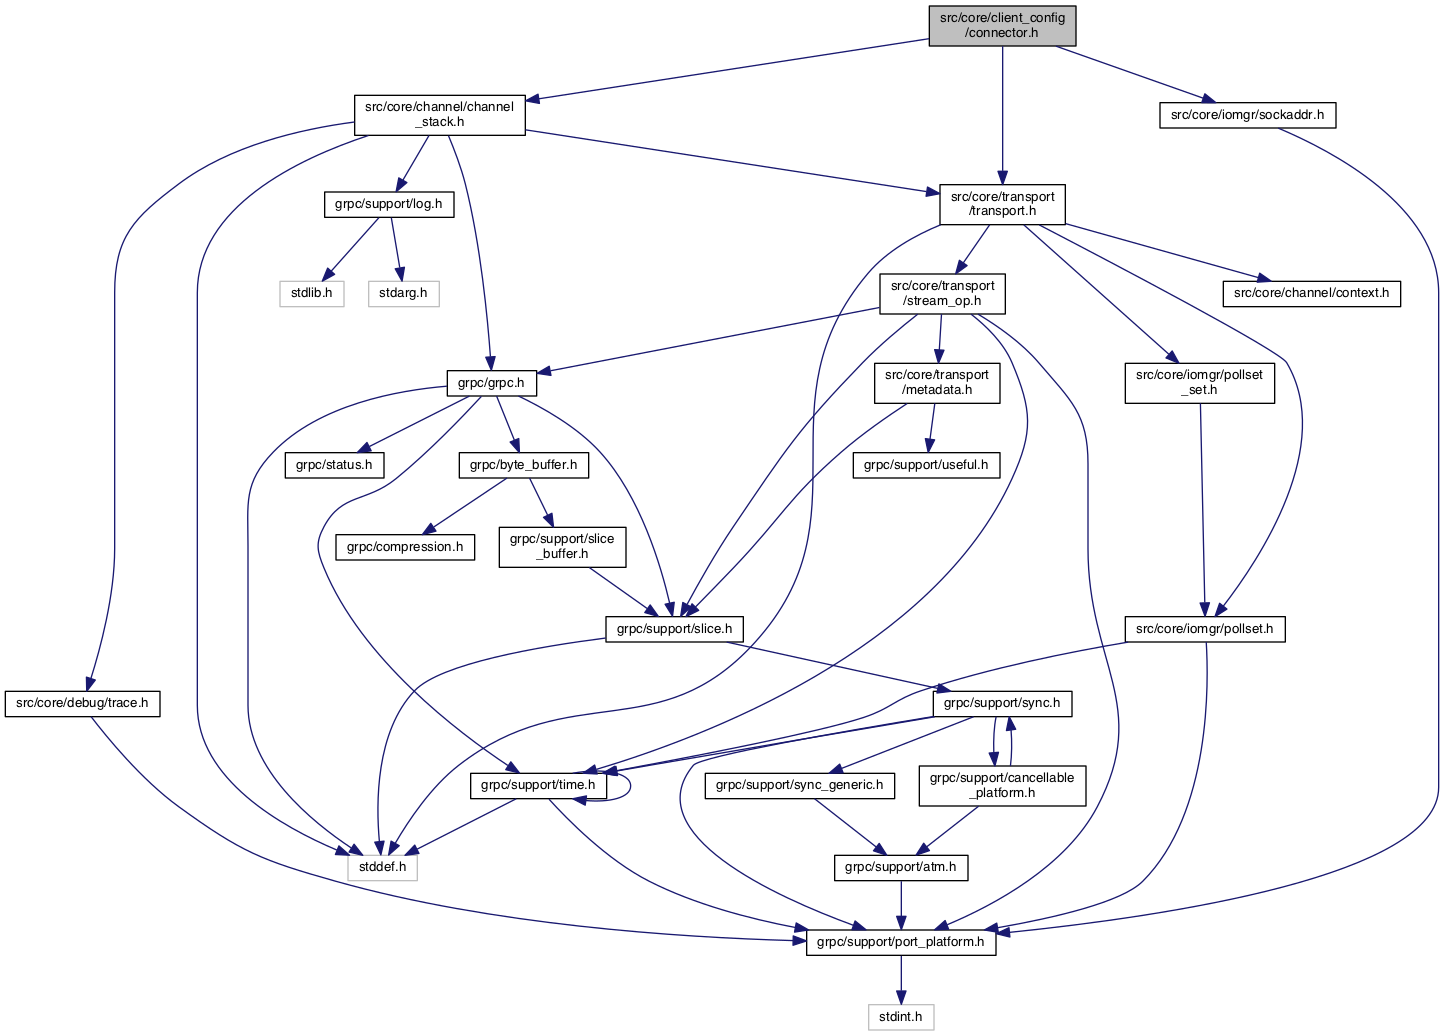 src/core/client_config
/connector.h
src/core/channel/channel
_stack.h
src/core/iomgr/sockaddr.h
grpc/support/log.h
src/core/transport
/transport.h
stdlib.h
stdarg.h
src/core/transport
/stream_op.h
src/core/channel/context.h
grpc/grpc.h
src/core/transport
/metadata.h
src/core/iomgr/pollset
_set.h
grpc/status.h
grpc/byte_buffer.h
grpc/support/useful.h
grpc/compression.h
grpc/support/slice
_buffer.h
grpc/support/slice.h
src/core/iomgr/pollset.h
src/core/debug/trace.h
grpc/support/sync.h
grpc/support/time.h
grpc/support/sync_generic.h
grpc/support/cancellable
_platform.h
stddef.h
grpc/support/atm.h
grpc/support/port_platform.h
stdint.h